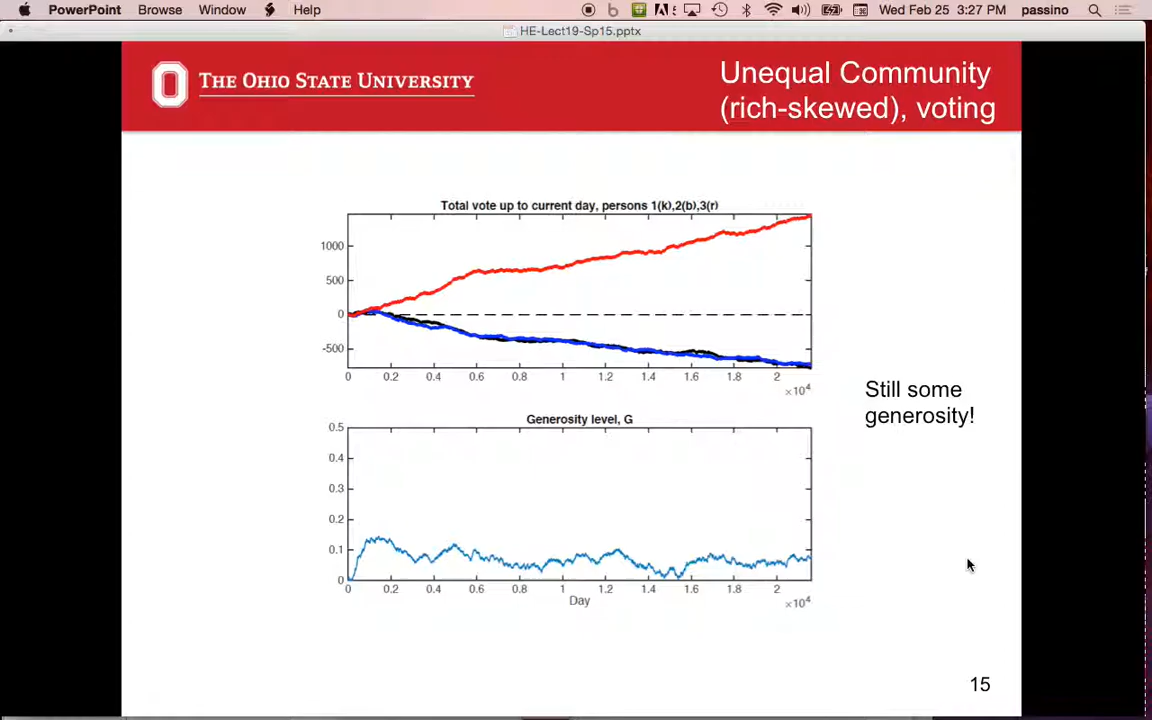 PowerPoint Browse Window Help Wed Feb 25 3:27 PM passino
HE-Lect19-Sp15.pptx
THE OHIO STATE UNIVERSITY
Unequal Community
(rich-skewed), voting
Total vote up to current day, persons 1(k),2(b),3(r)
1000
500
0
-500
0 0.2 0.4 0.6 0.8 1 1.2 1.4 1.6 1.8 2
×10⁴
Still some
generosity!
Generosity level, G
0.5
0.4
0.3
0.2
0.1
0
0 0.2 0.4 0.6 0.8 1 1.2 1.4 1.6 1.8 2
Day
×10⁴
15